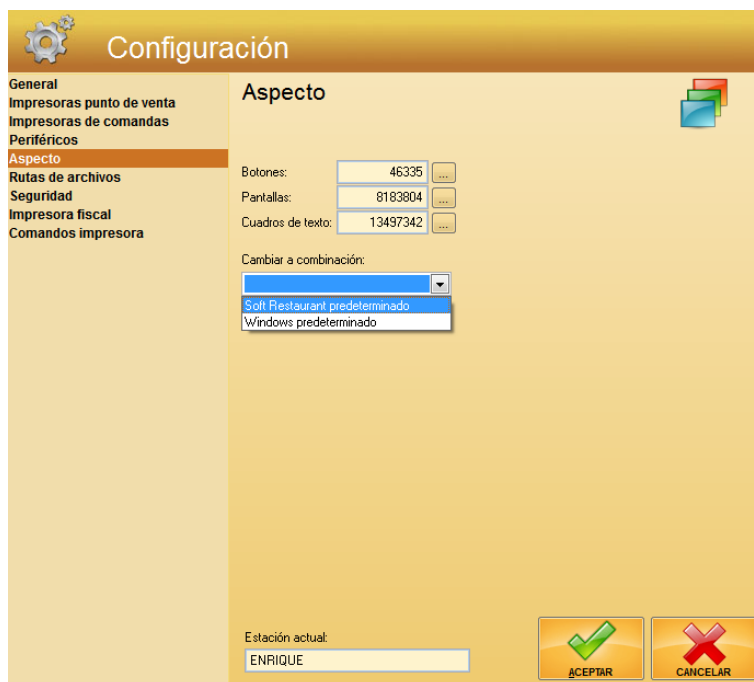 Configuración
General
Impresoras punto de venta
Impresoras de comandas
Periféricos
Aspecto
Rutas de archivos
Seguridad
Impresora fiscal
Comandos impresora
Aspecto
Botones: 46335 ...
Pantallas: 8183804 ...
Cuadros de texto: 13497342 ...
Cambiar a combinación:
Soft Restaurant predeterminado
Windows predeterminado
Estación actual:
ENRIQUE
ACEPTAR
CANCELAR